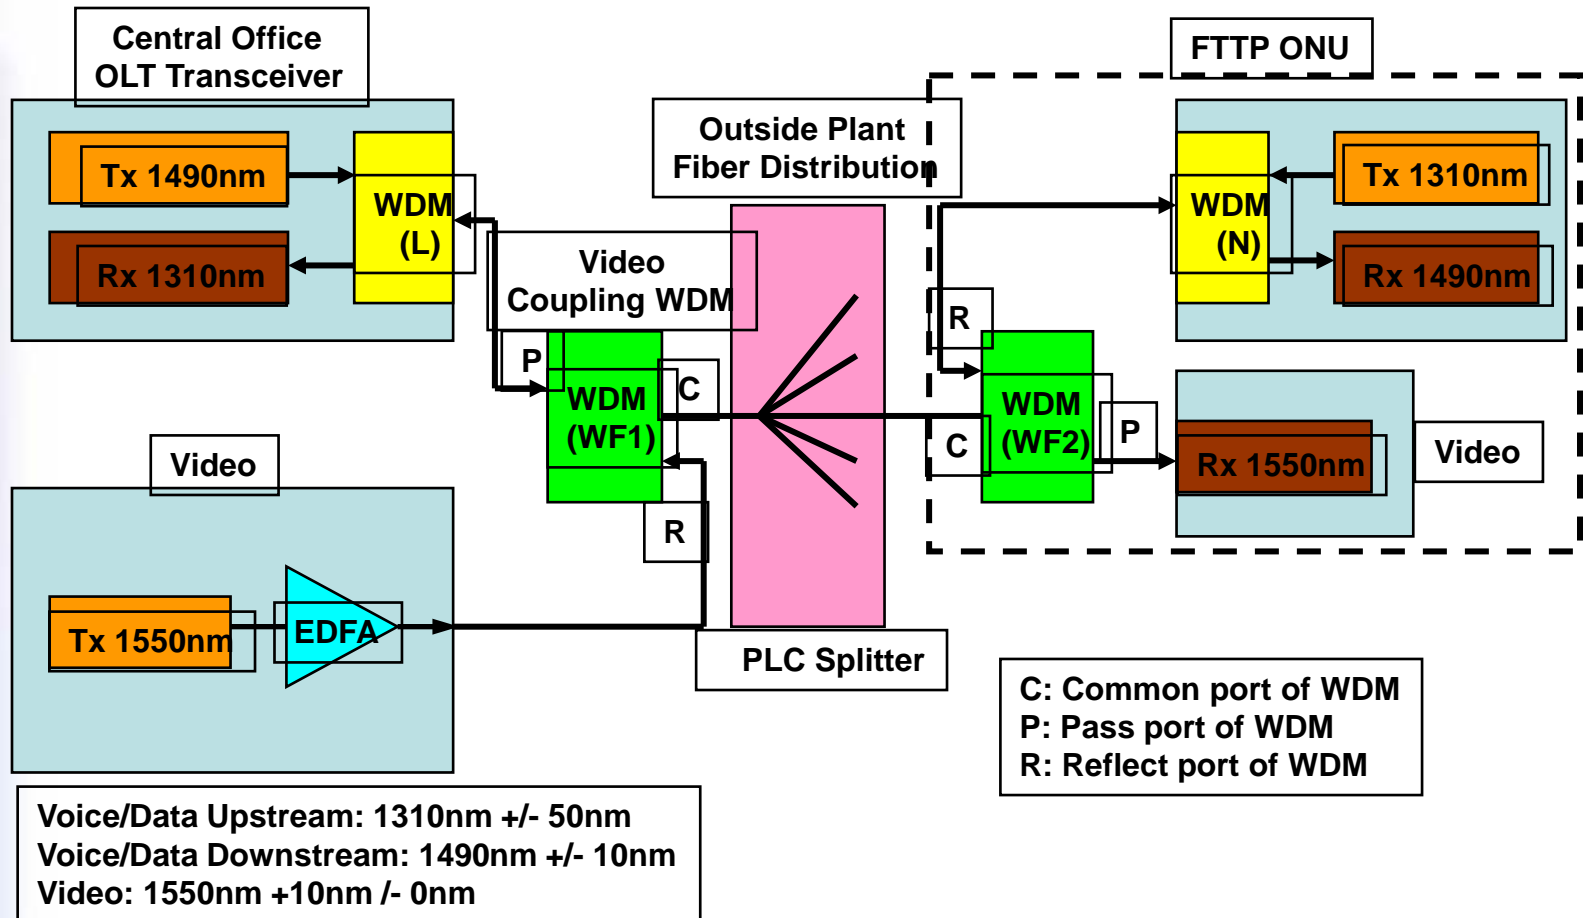 Central Office
OLT Transceiver
FTTP ONU
Outside Plant
Fiber Distribution
Tx 1490nm
WDM
(L)
Rx 1310nm
Video
Coupling WDM
WDM
(N)
Tx 1310nm
Rx 1490nm
P
C
WDM
(WF1)
R
R
WDM
(WF2)
C
P
Rx 1550nm
Video
Video
Tx 1550nm
EDFA
PLC Splitter
C: Common port of WDM
P: Pass port of WDM
R: Reflect port of WDM
Voice/Data Upstream: 1310nm +/- 50nm
Voice/Data Downstream: 1490nm +/- 10nm
Video: 1550nm +10nm /- 0nm